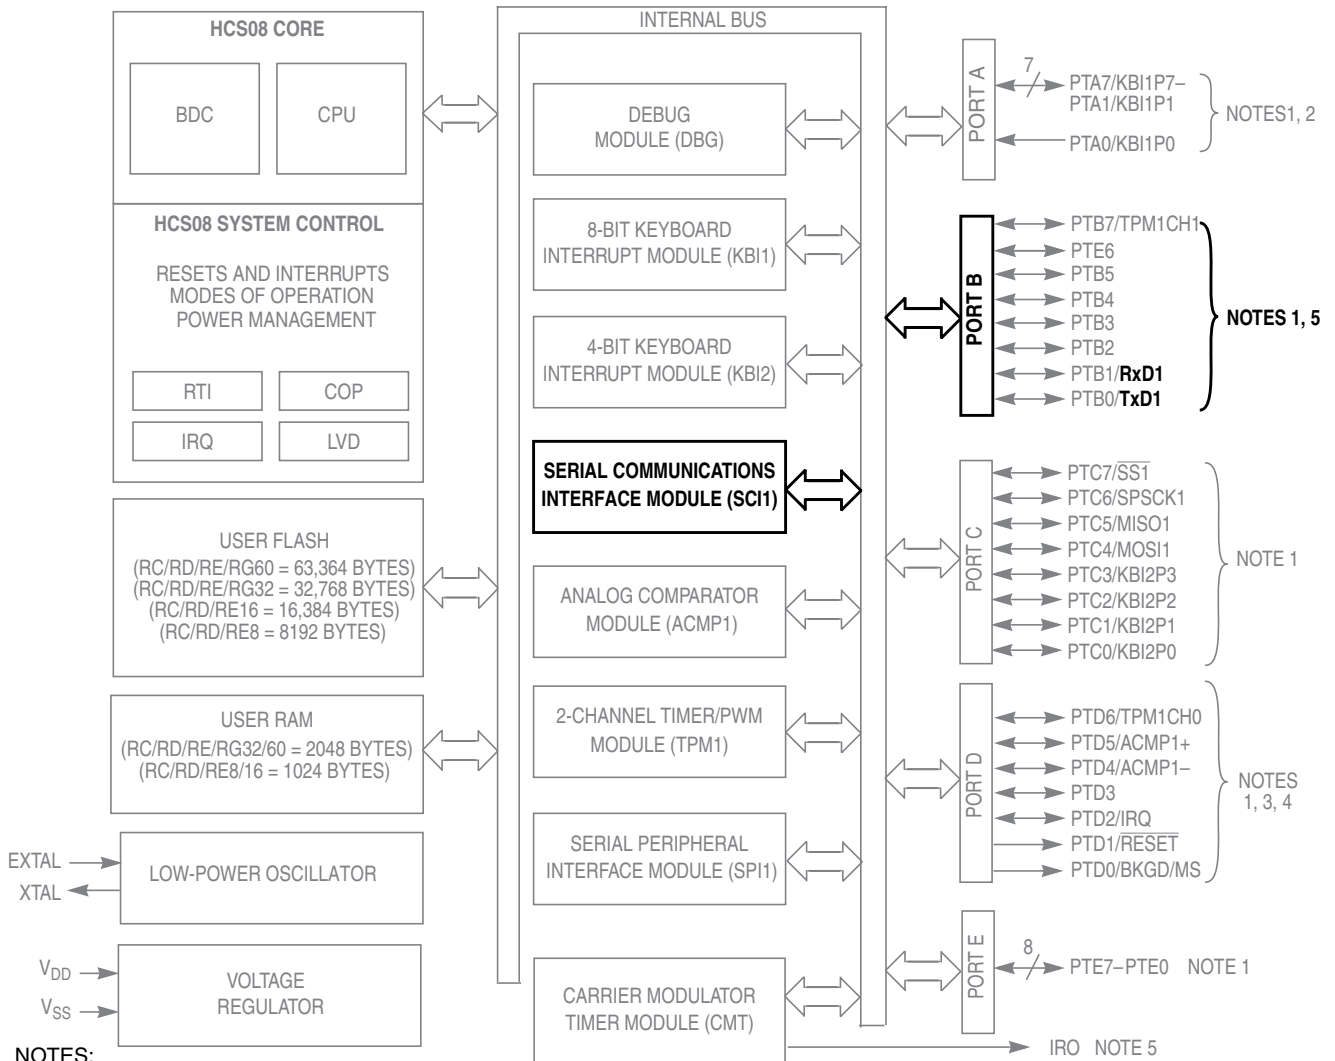 INTERNAL BUS
HCS08 CORE
BDC
CPU
HCS08 SYSTEM CONTROL
RESETS AND INTERRUPTS
MODES OF OPERATION
POWER MANAGEMENT
RTI
COP
IRQ
LVD
USER FLASH
(RC/RD/RE/RG60 = 63,364 BYTES)
(RC/RD/RE/RG32 = 32,768 BYTES)
(RC/RD/RE16 = 16,384 BYTES)
(RC/RD/RE8 = 8192 BYTES)
USER RAM
(RC/RD/RE/RG32/60 = 2048 BYTES)
(RC/RD/RE8/16 = 1024 BYTES)
EXTAL
XTAL
LOW-POWER OSCILLATOR
VDD
VSS
VOLTAGE
REGULATOR
NOTES:
DEBUG
MODULE (DBG)
8-BIT KEYBOARD
INTERRUPT MODULE (KBI1)
4-BIT KEYBOARD
INTERRUPT MODULE (KBI2)
SERIAL COMMUNICATIONS
INTERFACE MODULE (SCI1)
ANALOG COMPARATOR
MODULE (ACMP1)
2-CHANNEL TIMER/PWM
MODULE (TPM1)
SERIAL PERIPHERAL
INTERFACE MODULE (SPI1)
CARRIER MODULATOR
TIMER MODULE (CMT)
PORT A
7
PTA7/KBI1P7–
PTA1/KBI1P1
PTA0/KBI1P0
NOTES1, 2
PORT B
PTB7/TPM1CH1
PTE6
PTB5
PTB4
PTB3
PTB2
PTB1/RxD1
PTB0/TxD1
NOTES 1, 5
PORT C
PTC7/SS1
PTC6/SPSCK1
PTC5/MISO1
PTC4/MOSI1
PTC3/KBI2P3
PTC2/KBI2P2
PTC1/KBI2P1
PTC0/KBI2P0
NOTE 1
PORT D
PTD6/TPM1CH0
PTD5/ACMP1+
PTD4/ACMP1–
PTD3
PTD2/IRQ
PTD1/RESET
PTD0/BKGD/MS
NOTES
1, 3, 4
PORT E
8
PTE7–PTE0 NOTE 1
IRO NOTE 5